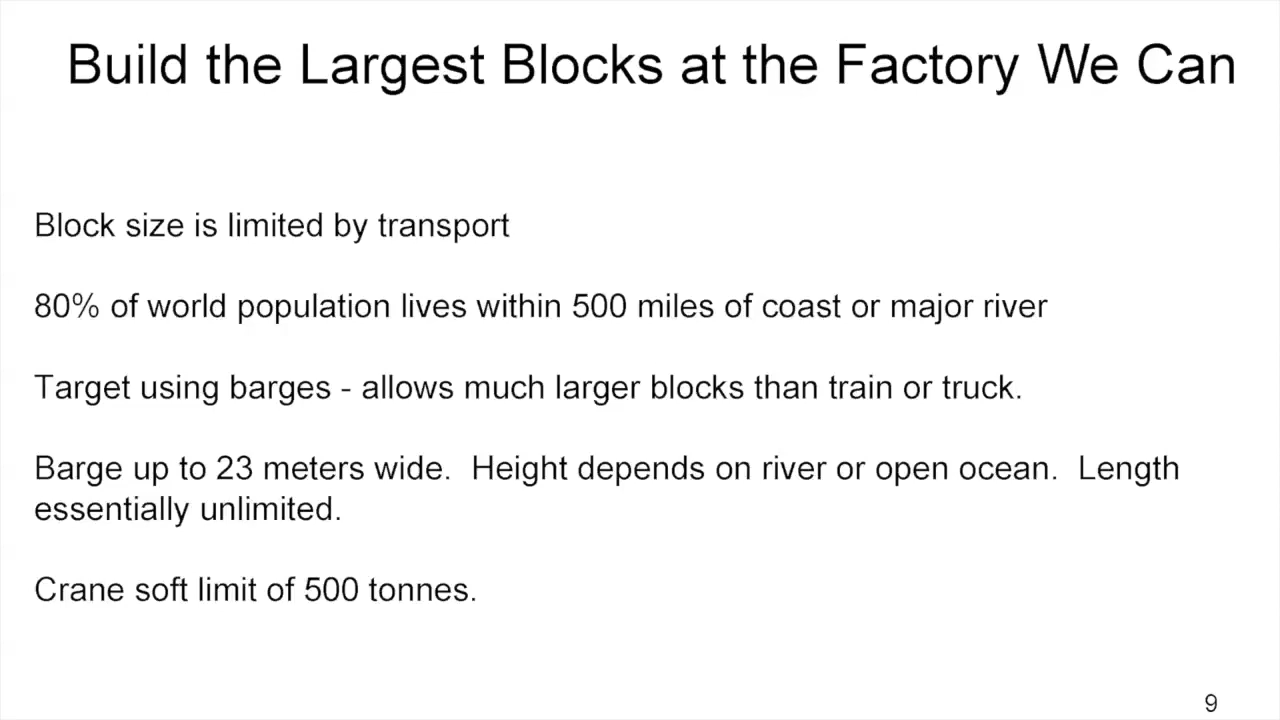 Build the Largest Blocks at the Factory We Can
Block size is limited by transport
80% of world population lives within 500 miles of coast or major river
Target using barges - allows much larger blocks than train or truck.
Barge up to 23 meters wide.  Height depends on river or open ocean.  Length
essentially unlimited.
Crane soft limit of 500 tonnes.
9